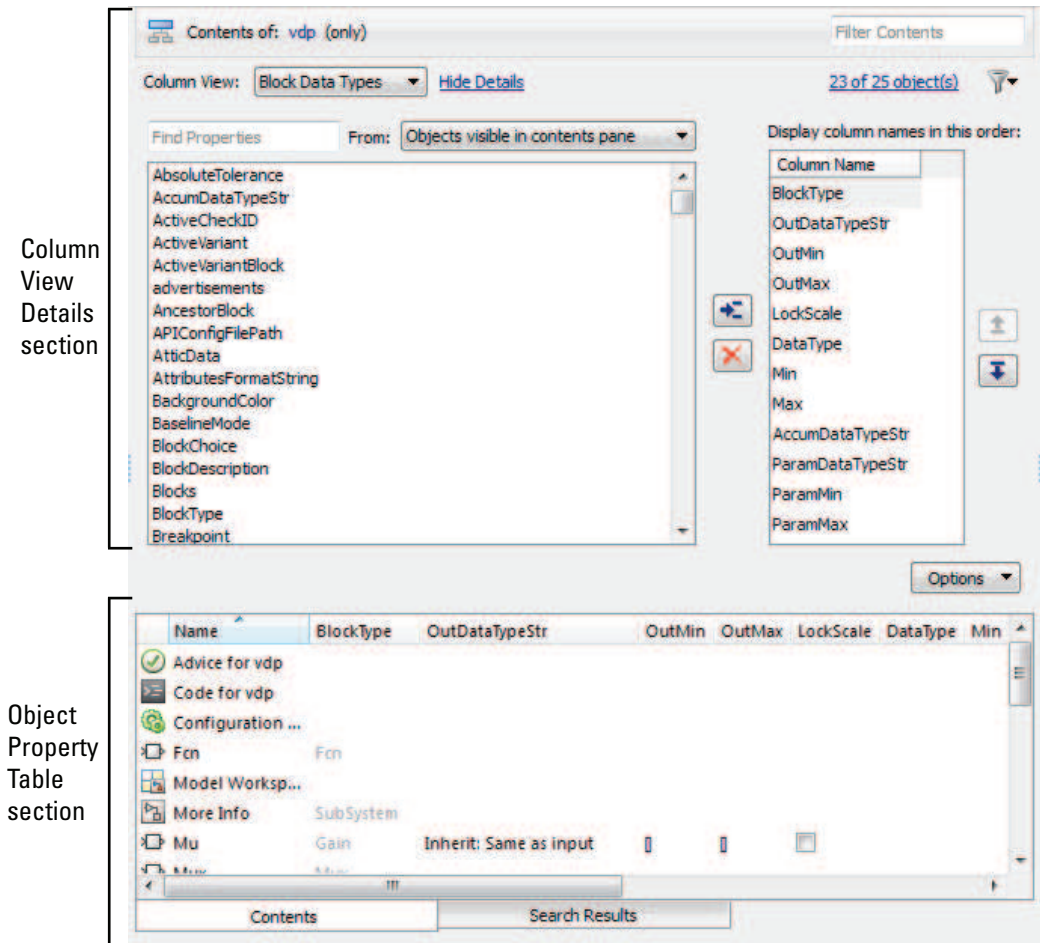 Contents of: vdp (only)
Filter Contents
Column View: Block Data Types Hide Details 23 of 25 object(s)
Find Properties From: Objects visible in contents pane
Display column names in this order:
AbsoluteTolerance
AccumDataTypeStr
ActiveCheckID
ActiveVariant
ActiveVariantBlock
advertisements
AncestorBlock
APIConfigFilePath
AtticData
AttributesFormatString
BackgroundColor
BaselineMode
BlockChoice
BlockDescription
Blocks
BlockType
Breakpoint
Column Name
BlockType
OutDataTypeStr
OutMin
OutMax
LockScale
DataType
Min
Max
AccumDataTypeStr
ParamDataTypeStr
ParamMin
ParamMax
Column
View
Details
section
Options
Name BlockType OutDataTypeStr OutMin OutMax LockScale DataType Min
Advice for vdp
Code for vdp
Configuration ...
Fcn Fcn
Model Worksp...
More Info SubSystem
Mu Gain Inherit: Same as input [] []
Mux Mux
Object
Property
Table
section
Contents Search Results